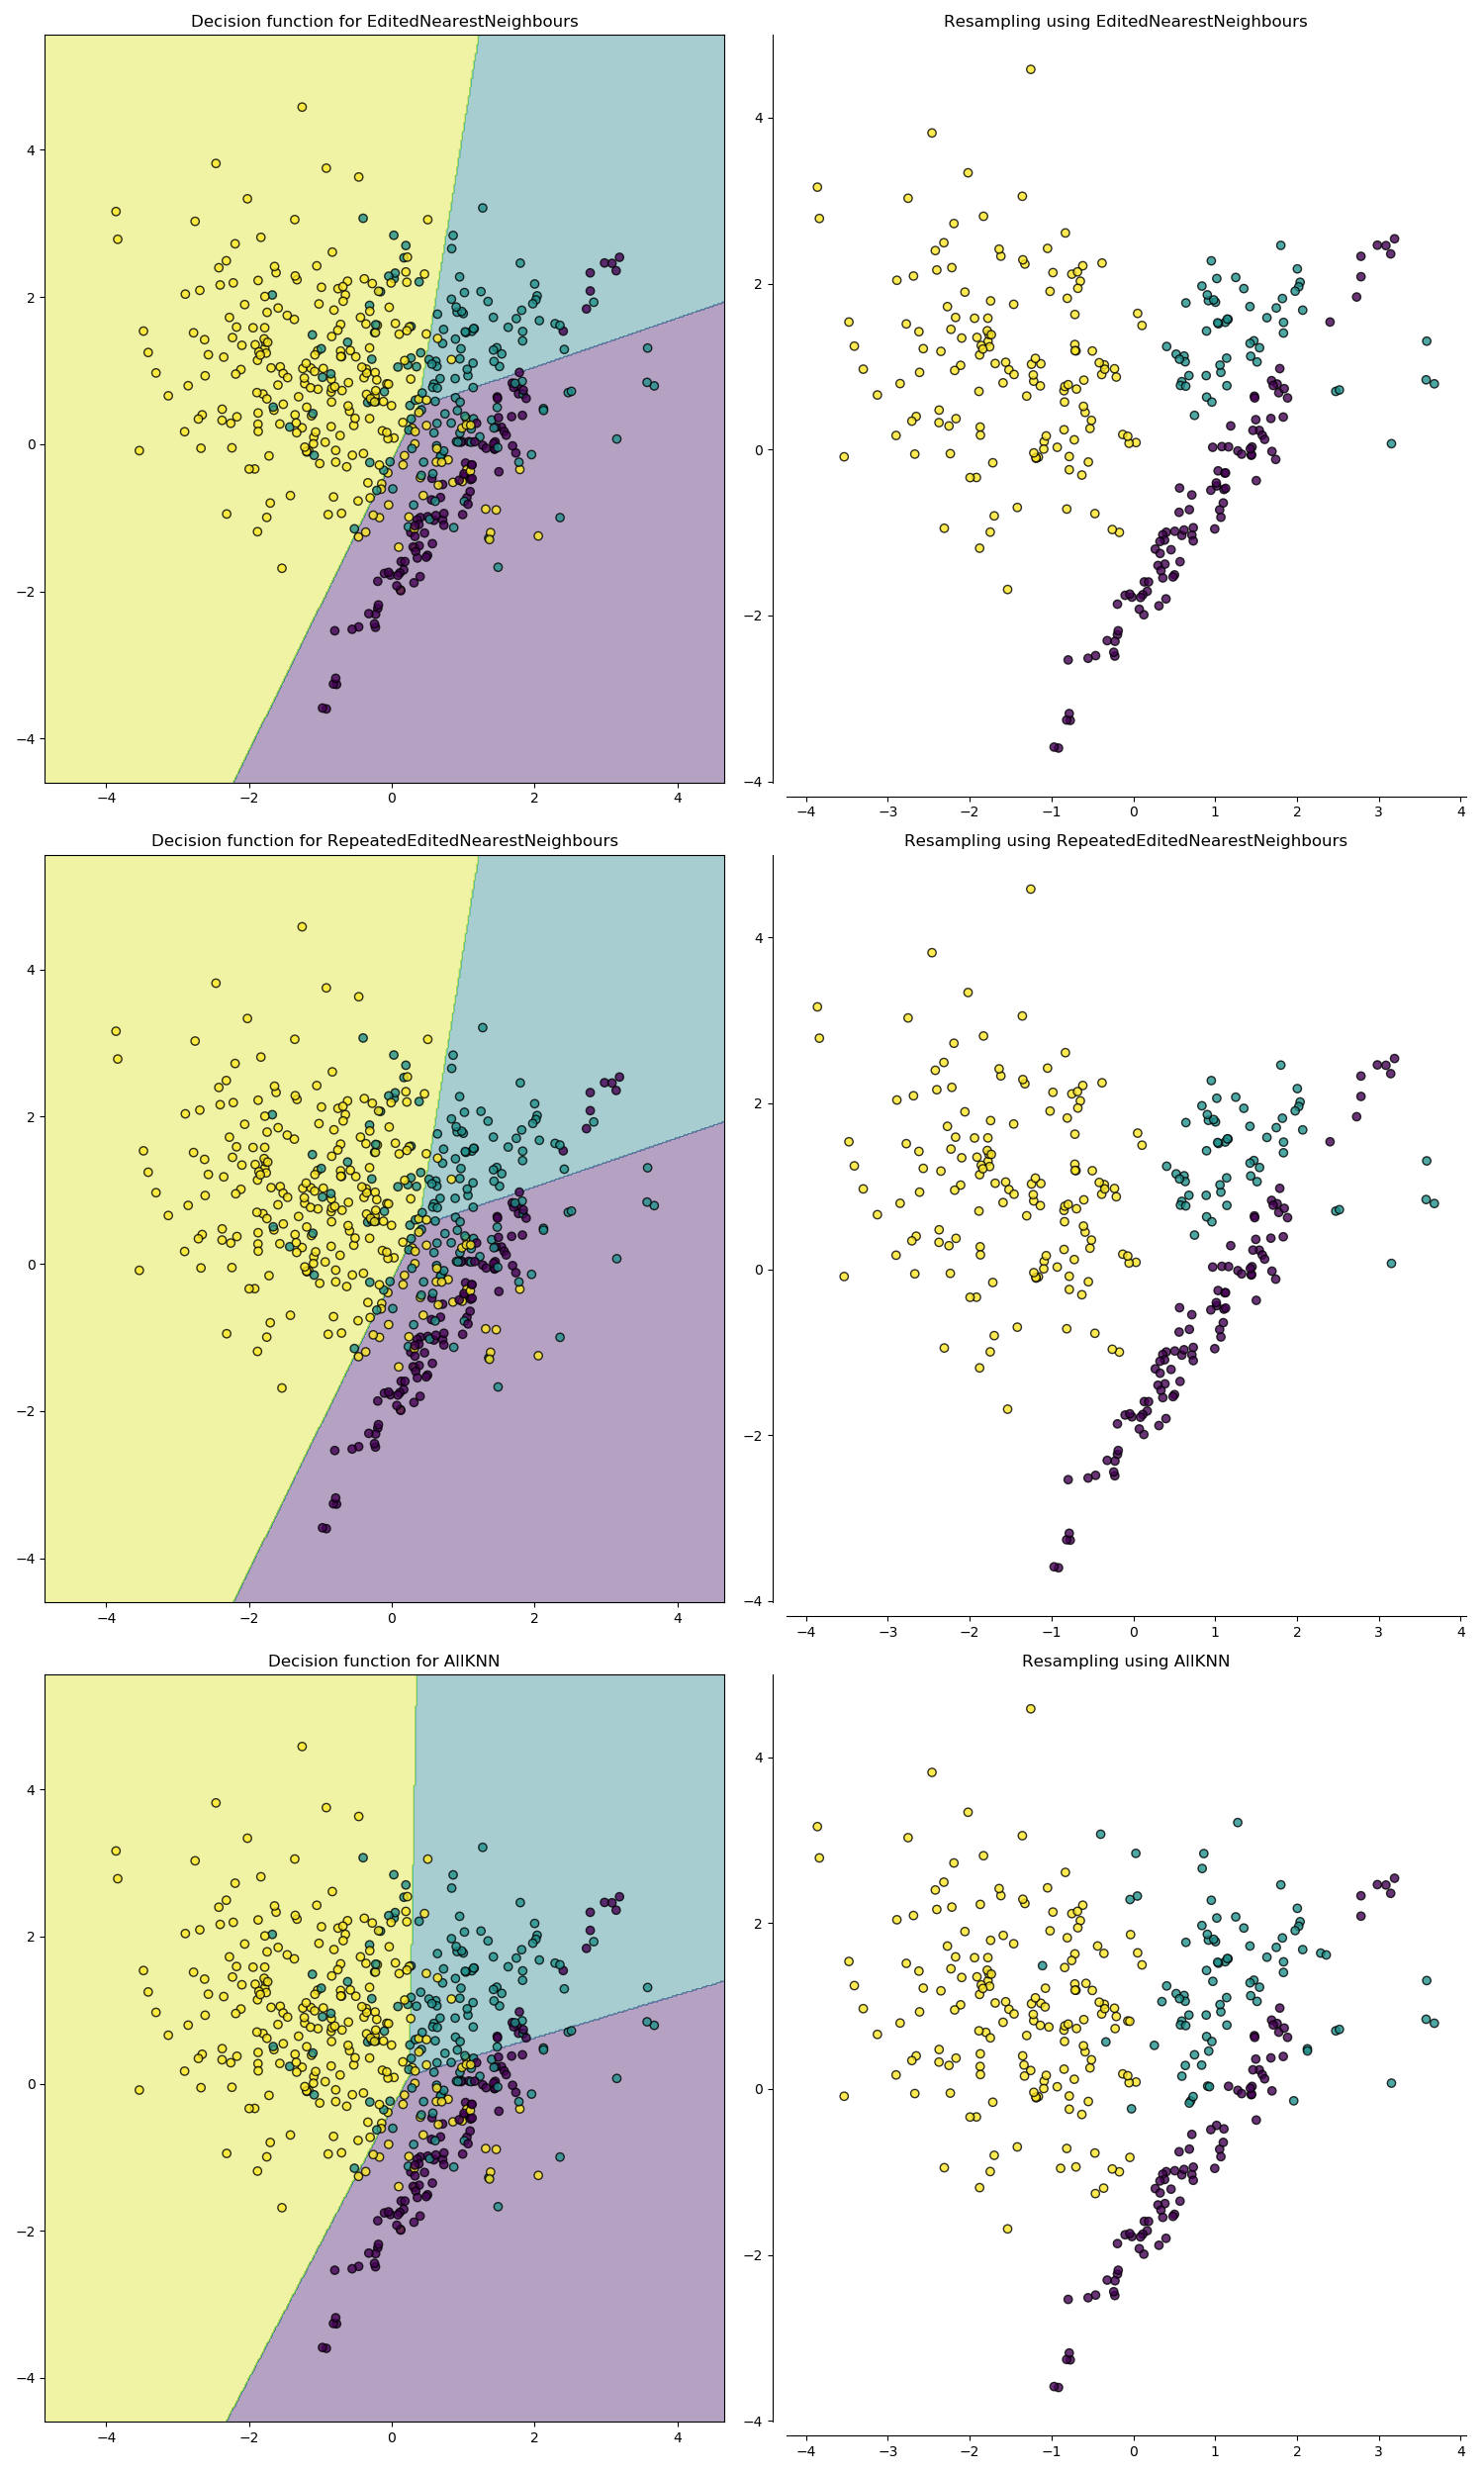 Decision function for EditedNearestNeighbours
Resampling using EditedNearestNeighbours
4
2
0
−2
−4
−4 −2 0 2 4
4
2
0
−2
−4
−4 −3 −2 −1 0 1 2 3 4
Decision function for RepeatedEditedNearestNeighbours
Resampling using RepeatedEditedNearestNeighbours
4
2
0
−2
−4
−4 −2 0 2 4
4
2
0
−2
−4
−4 −3 −2 −1 0 1 2 3 4
Decision function for AllKNN
Resampling using AllKNN
4
2
0
−2
−4
−4 −2 0 2 4
4
2
0
−2
−4
−4 −3 −2 −1 0 1 2 3 4